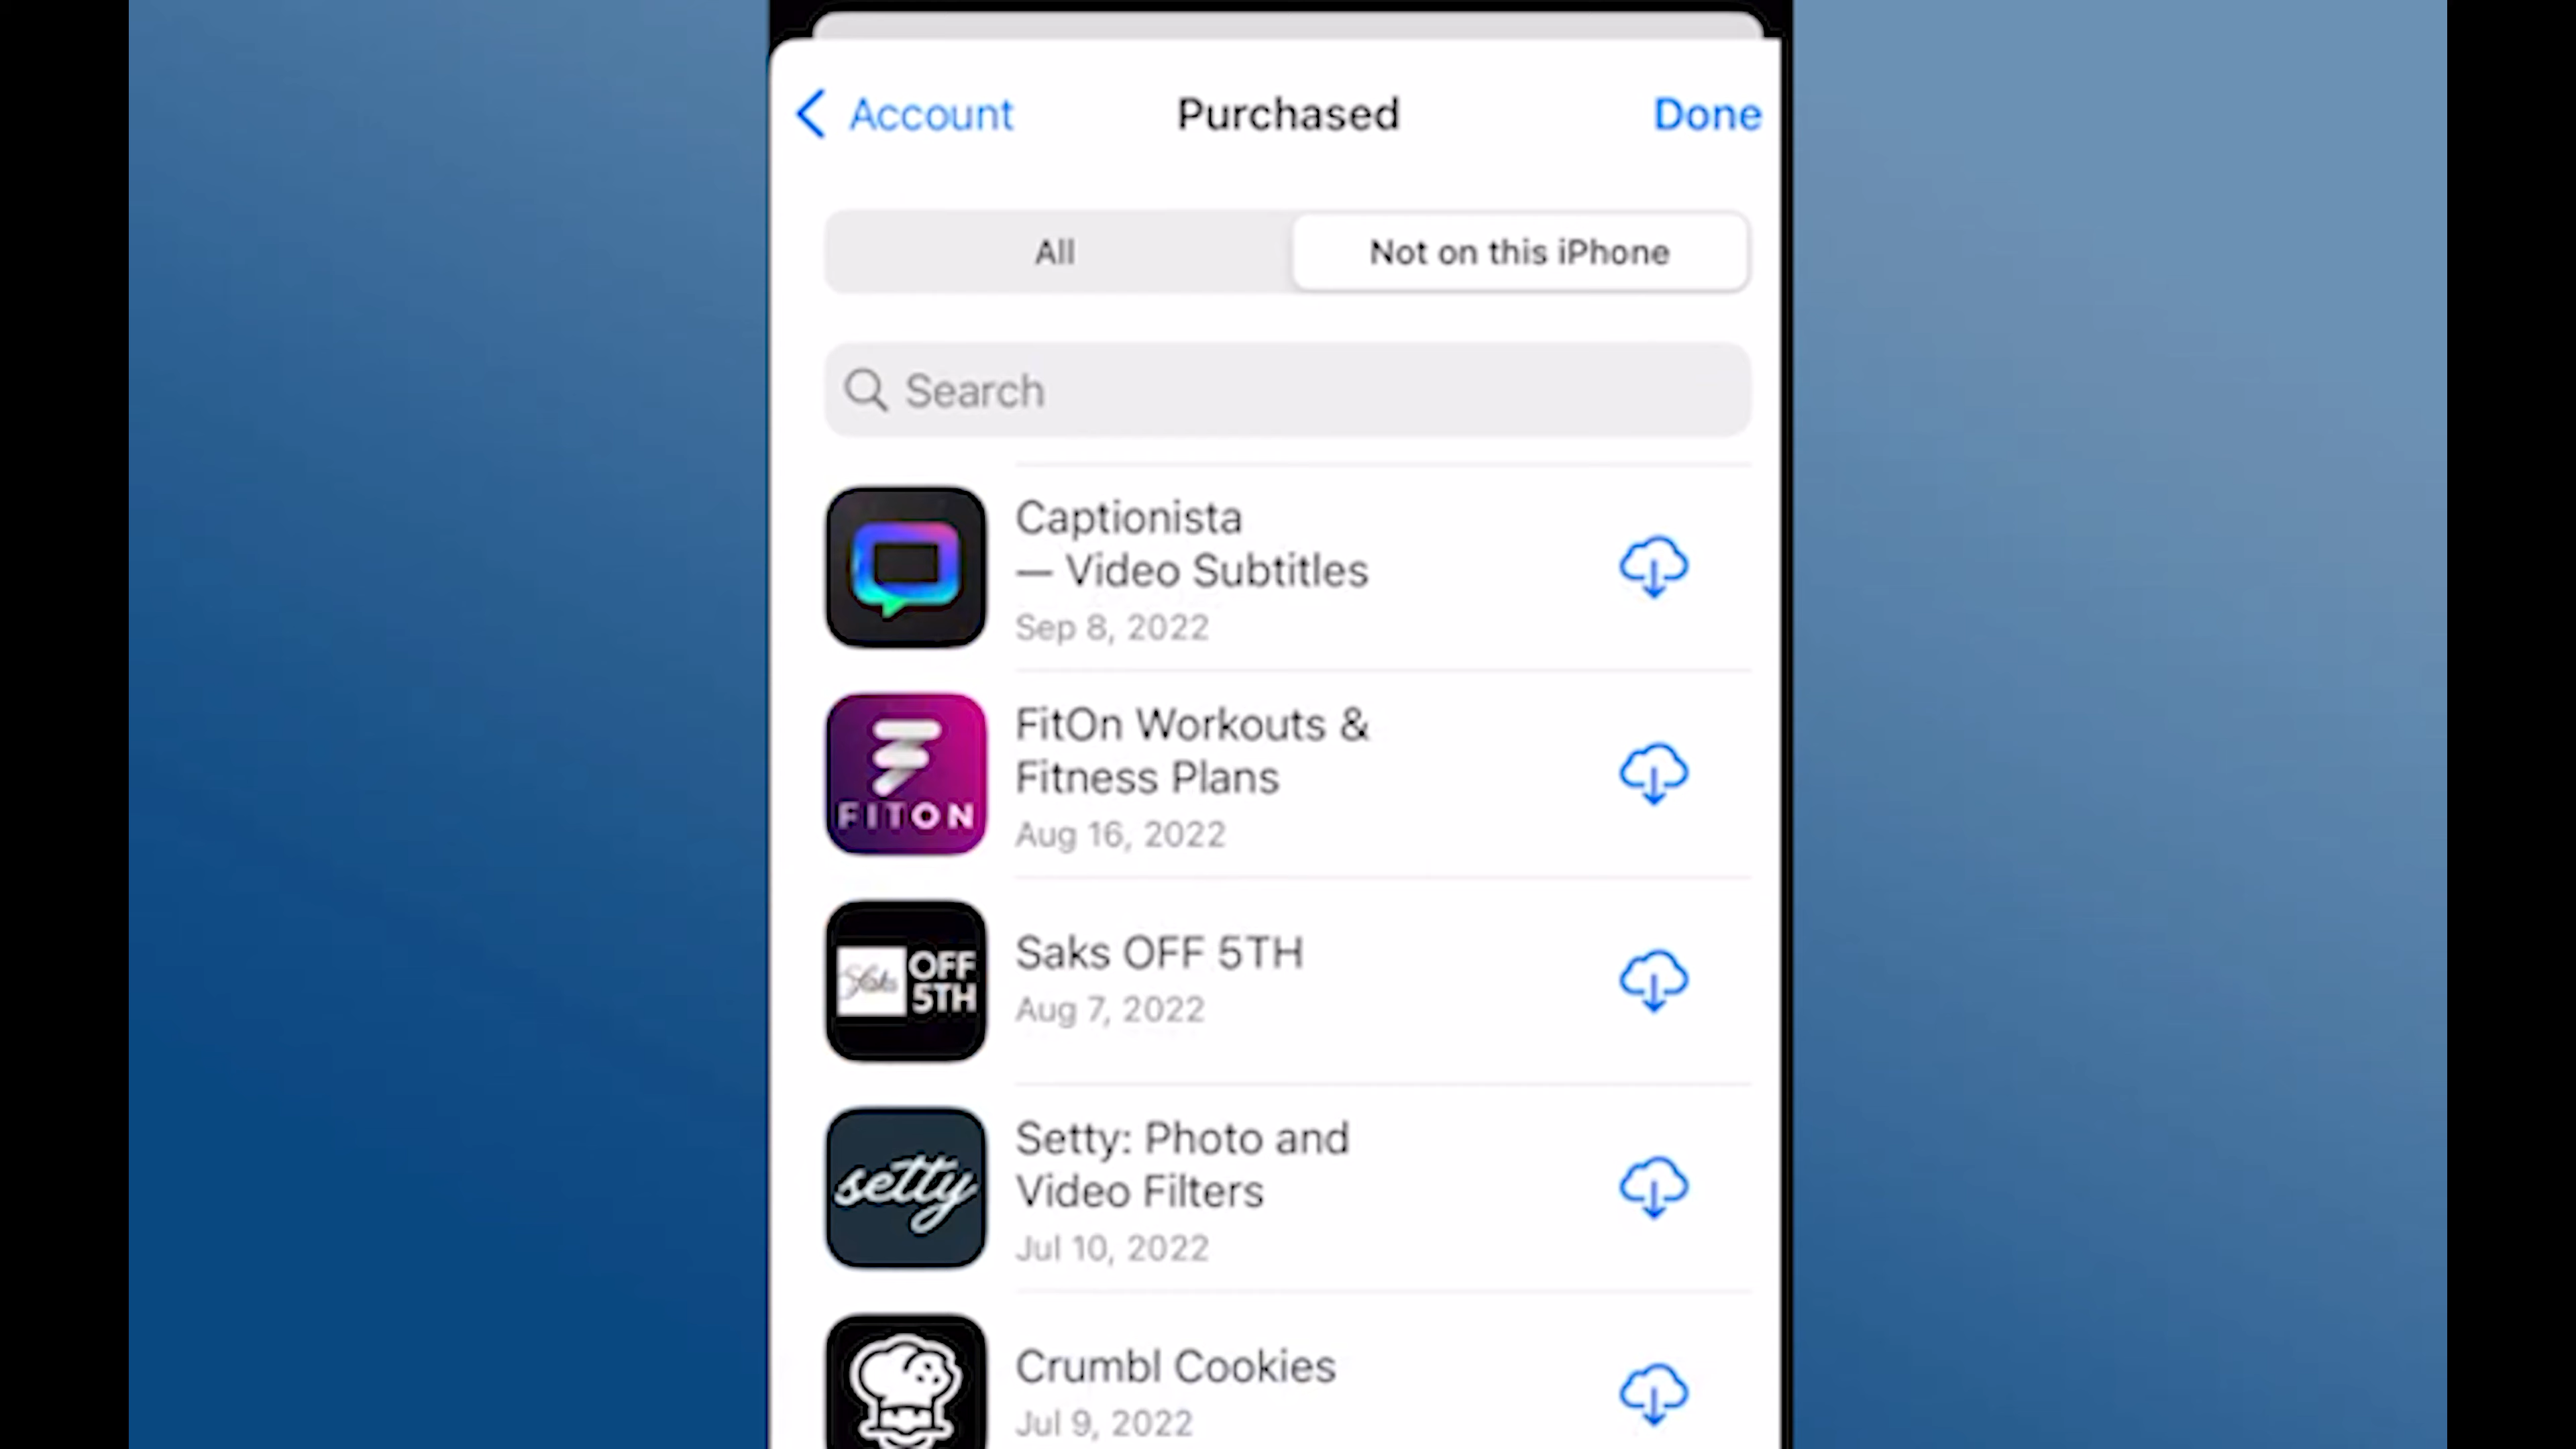 Account
Purchased
Done
All
Not on this iPhone
Search
Captionista
— Video Subtitles
Sep 8, 2022
FITON
FitOn Workouts &
Fitness Plans
Aug 16, 2022
Saks
OFF
5TH
Saks OFF 5TH
Aug 7, 2022
setty
Setty: Photo and
Video Filters
Jul 10, 2022
Crumbl Cookies
Jul 9, 2022